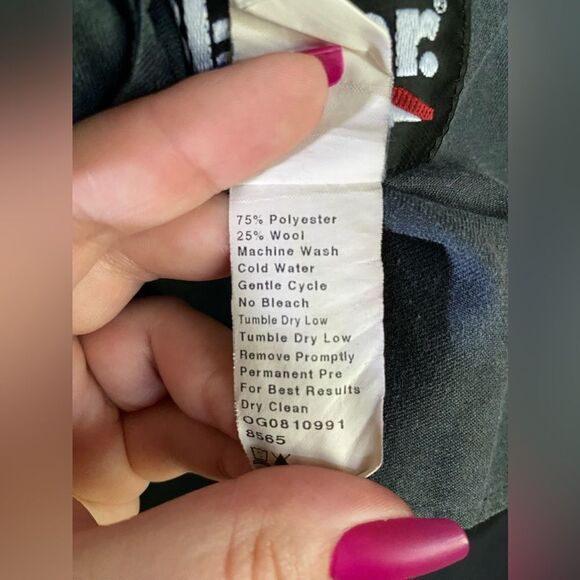 er.®
75% Polyester
25% Wool
Machine Wash
Cold Water
Gentle Cycle
No Bleach
Tumble Dry Low
Tumble Dry Low
Remove Promptly
Permanent Pre
For Best Results
Dry Clean
OG0810991
8565